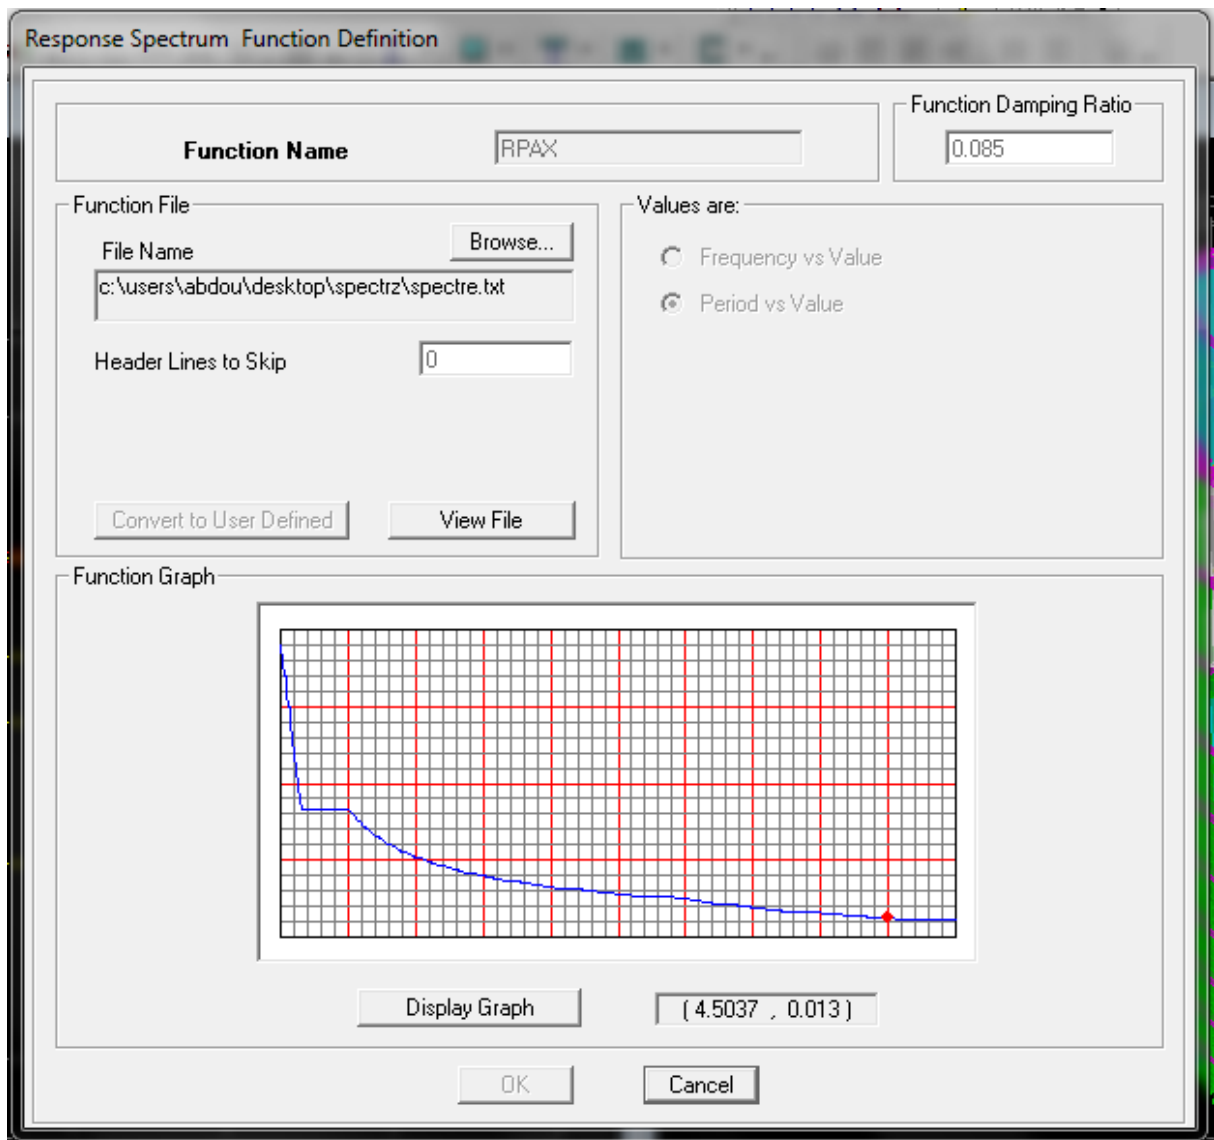 Response Spectrum  Function Definition
Function Name
RPAX
Function Damping Ratio
0.085
Function File
File Name
Browse...
c:\users\abdou\desktop\spectrz\spectre.txt
Header Lines to Skip
0
Convert to User Defined
View File
Values are:
Frequency vs Value
Period vs Value
Function Graph
Display Graph
( 4.5037  ,  0.013 )
OK
Cancel